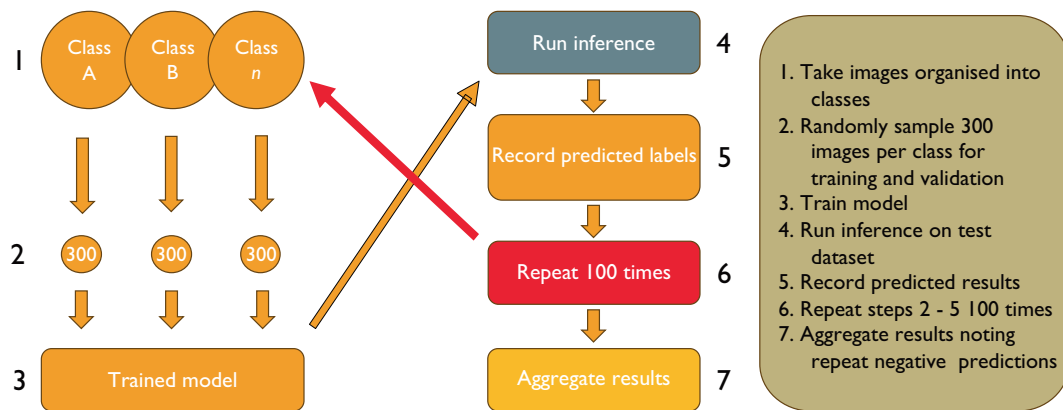 1
Class
A
Class
B
Class
n
2
300
300
300
3
Trained model
Run inference
4
Record predicted labels
5
Repeat 100 times
6
Aggregate results
7
1. Take images organised into
classes
2. Randomly sample 300
images per class for
training and validation
3. Train model
4. Run inference on test
dataset
5. Record predicted results
6. Repeat steps 2 - 5 100 times
7. Aggregate results noting
repeat negative predictions